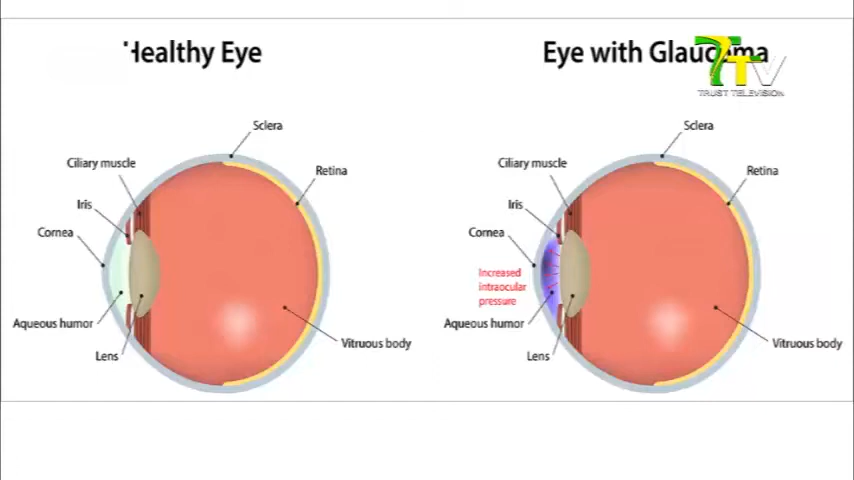 Healthy Eye
Sclera
Ciliary muscle
Retina
Iris
Cornea
Aqueous humor
Lens
Vitruous body
Eye with Glaucoma
7TV
TRUST TELEVISION
Sclera
Ciliary muscle
Retina
Iris
Cornea
Increased
intraocular
pressure
Aqueous humor
Lens
Vitruous body